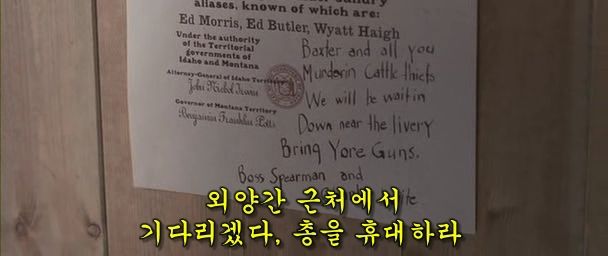 aliases, known of which are:
Ed Morris, Ed Butler, Wyatt Haigh
Under the authority
of the Territorial
governments of
Idaho and Montana
Attorney-General of Idaho Territory
John Nichol Irwin
Governor of Montana Territory
Benjamin Franklin Potts
Baxter and all you
Murderin Cattle thiefs
We will be waitin
Down near the livery
Bring Yore Guns.
Boss Spearman and
외양간 근처에서
기다리겠다, 총을 휴대하라